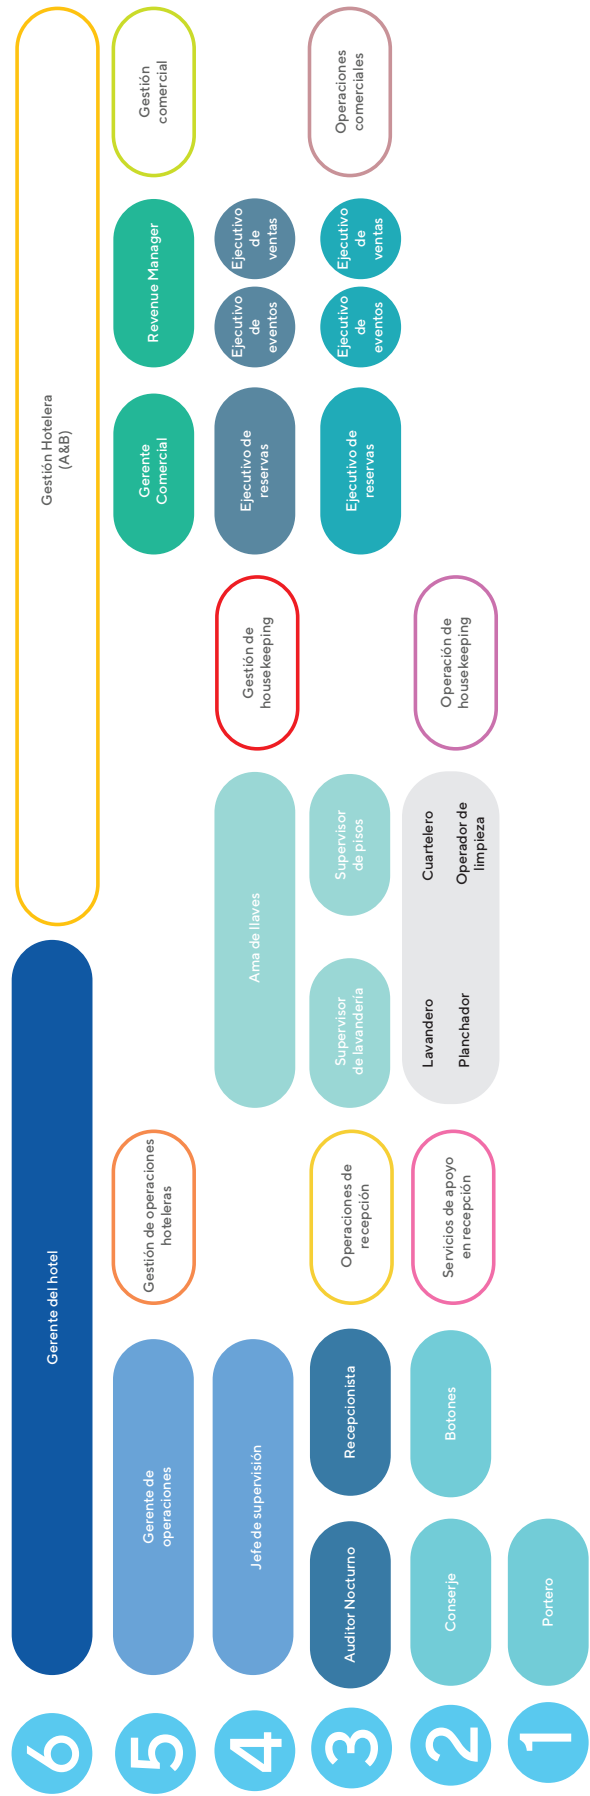 6
Gerente del hotel
Gestión Hotelera
(A&B)
5
Gerente de
operaciones
Gestión de operaciones
hoteleras
Gerente
Comercial
Revenue Manager
Gestión
comercial
4
Jefe de supervisión
Ama de llaves
Gestión de
housekeeping
Ejecutivo de
reservas
Ejecutivo
de
eventos
Ejecutivo
de
ventas
3
Auditor Nocturno
Recepcionista
Operaciones de
recepción
Supervisor
de lavandería
Supervisor
de pisos
Ejecutivo de
reservas
Ejecutivo
de
eventos
Ejecutivo
de
ventas
Operaciones
comerciales
2
Conserje
Botones
Servicios de apoyo
en recepción
Lavandero
Cuartelero
Planchador
Operador de
limpieza
Operación de
housekeeping
1
Portero